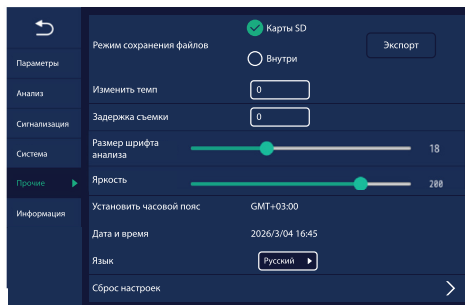 Параметры
Анализ
Сигнализация
Система
Прочие
Информация
Режим сохранения файлов
Карты SD
Внутри
Экспорт
Изменить темп
0
Задержка съемки
0
Размер шрифта
анализа
18
Яркость
200
Установить часовой пояс
GMT+03:00
Дата и время
2026/3/04 16:45
Язык
Русский
Сброс настроек